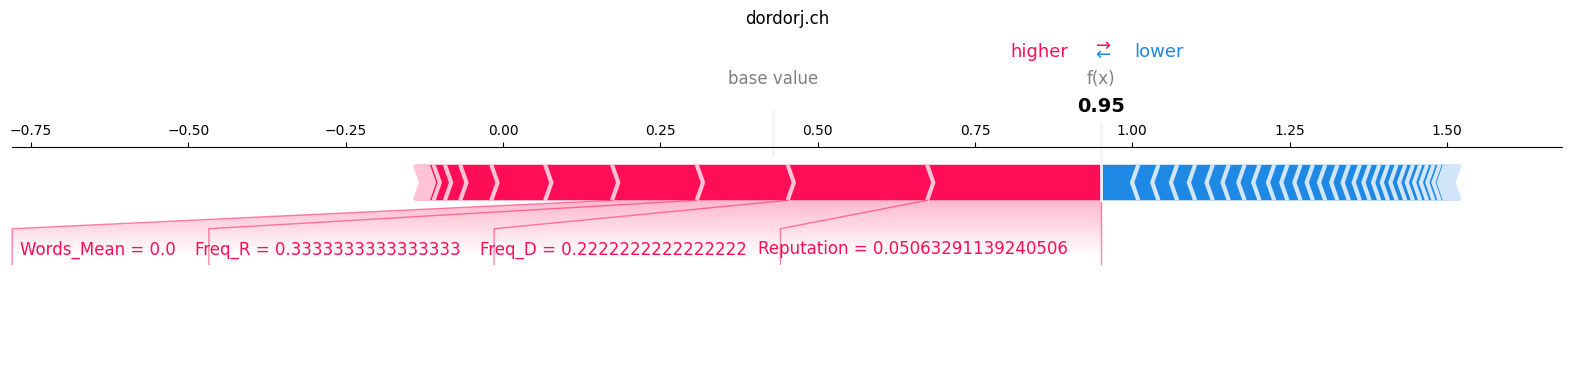 dordorj.ch
higher ⇄ lower
base value f(x)
0.95
−0.75 −0.50 −0.25 0.00 0.25 0.50 0.75 1.00 1.25 1.50
Words_Mean = 0.0 Freq_R = 0.3333333333333333 Freq_D = 0.2222222222222222 Reputation = 0.05063291139240506